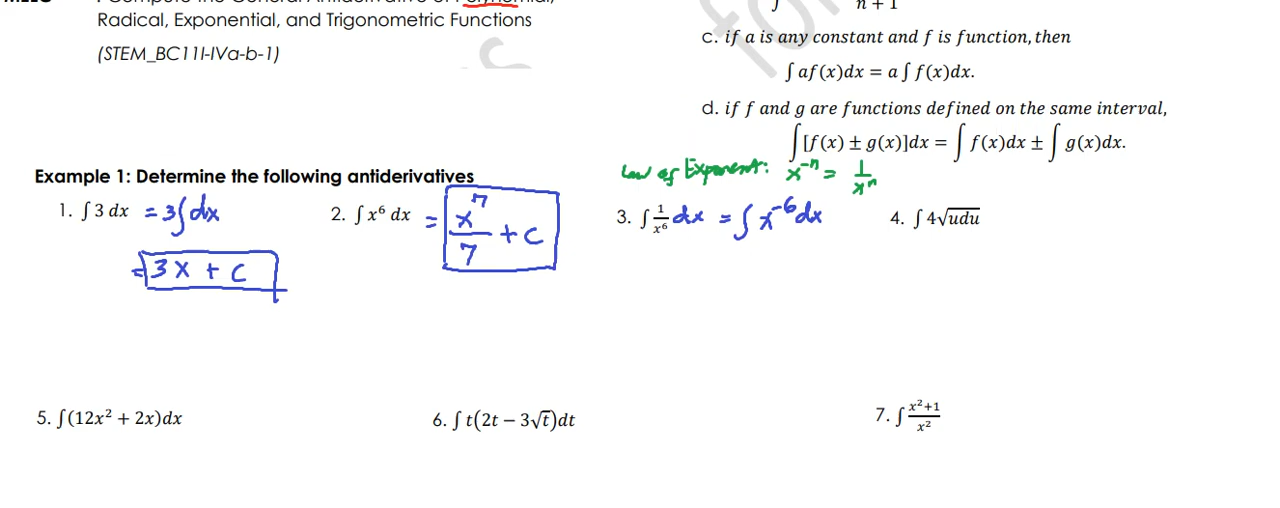 Radical, Exponential, and Trigonometric Functions
(STEM_BC11I-IVa-b-1)
n + 1
c. if a is any constant and f is function, then
∫ af(x)dx = a ∫ f(x)dx.
d. if f and g are functions defined on the same interval,
∫[f(x) ± g(x)]dx = ∫ f(x)dx ± ∫ g(x)dx.
Law of Exponent: x⁻ⁿ = 1/xⁿ
Example 1: Determine the following antiderivatives
1. ∫ 3 dx = 3∫dx
= 3x + C
2. ∫ x⁶ dx = x⁷/7 + C
3. ∫ 1/x⁶ dx = ∫ x⁻⁶ dx
4. ∫ 4√udu
5. ∫(12x² + 2x)dx
6. ∫ t(2t − 3√t)dt
7. ∫ x²+1/x²